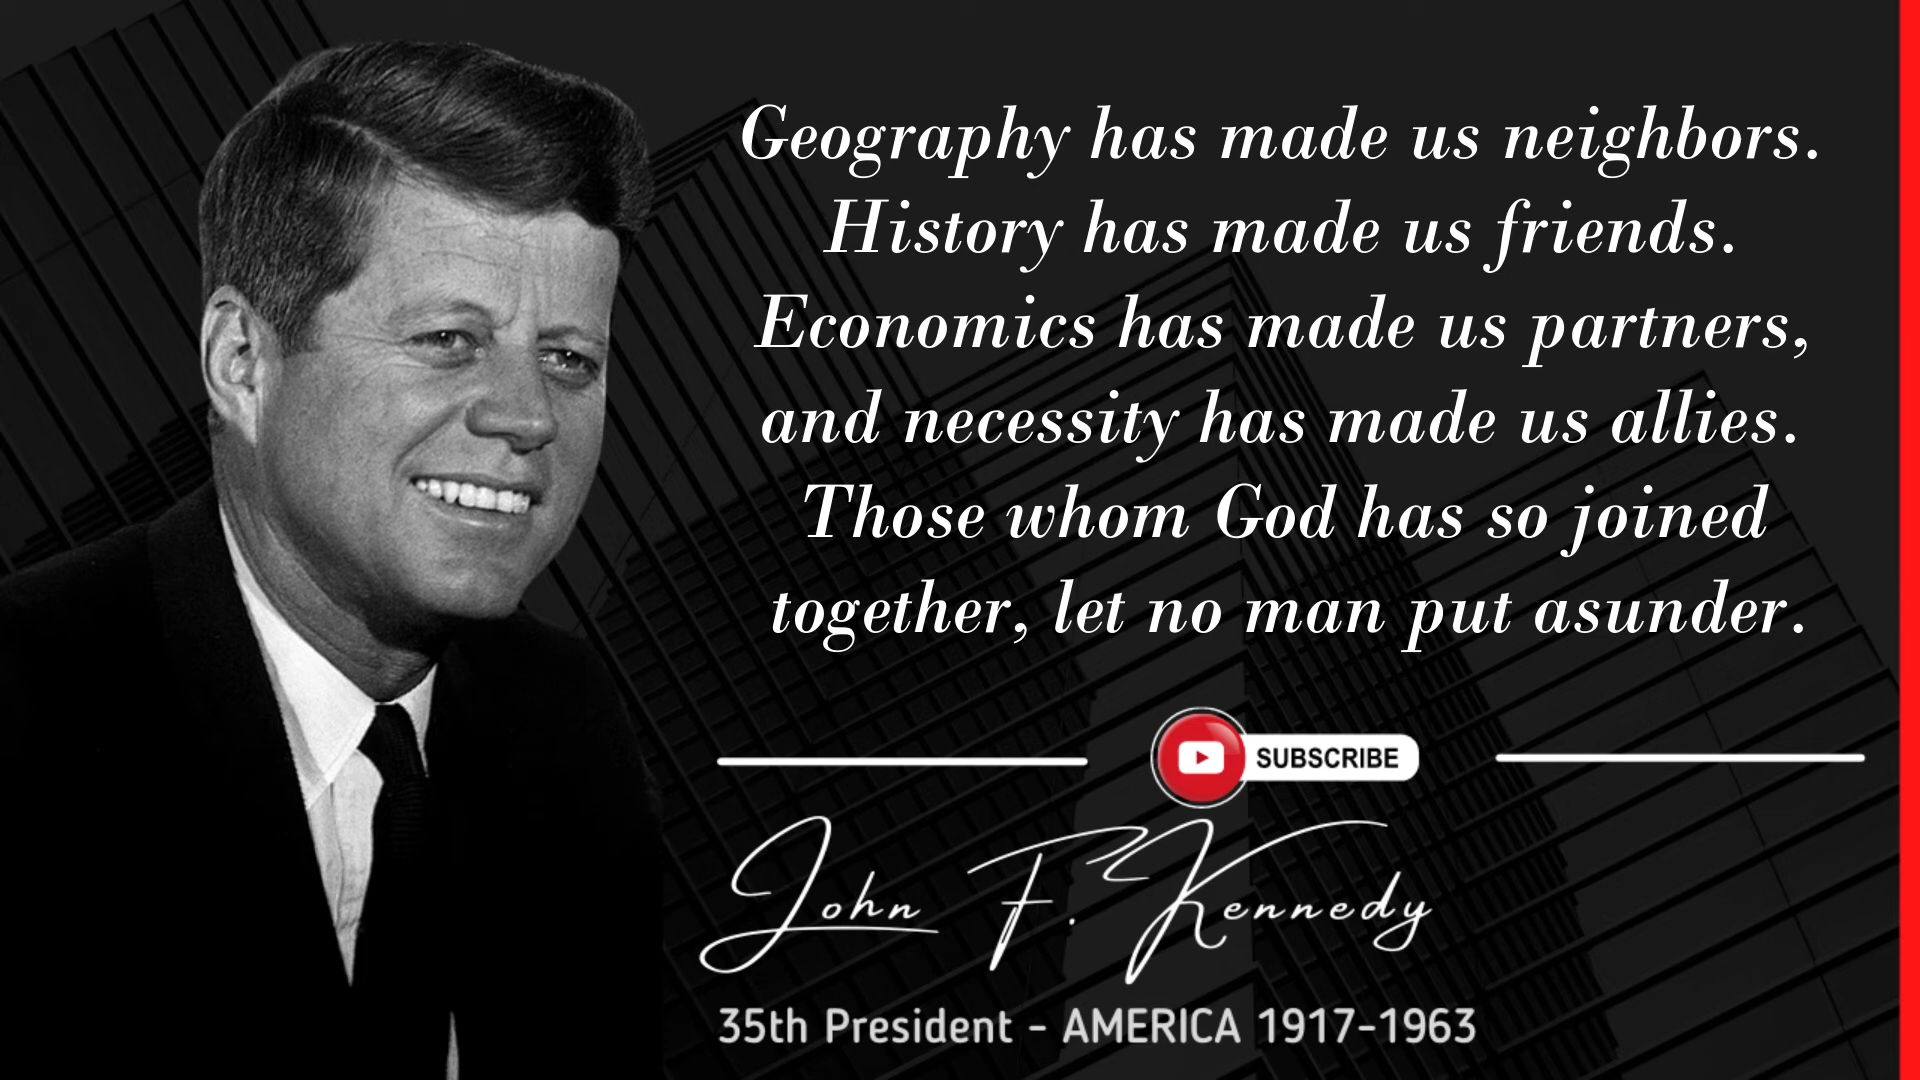 Geography has made us neighbors.
History has made us friends.
Economics has made us partners,
and necessity has made us allies.
Those whom God has so joined
together, let no man put asunder.
SUBSCRIBE
John F. Kennedy
35th President - AMERICA 1917-1963